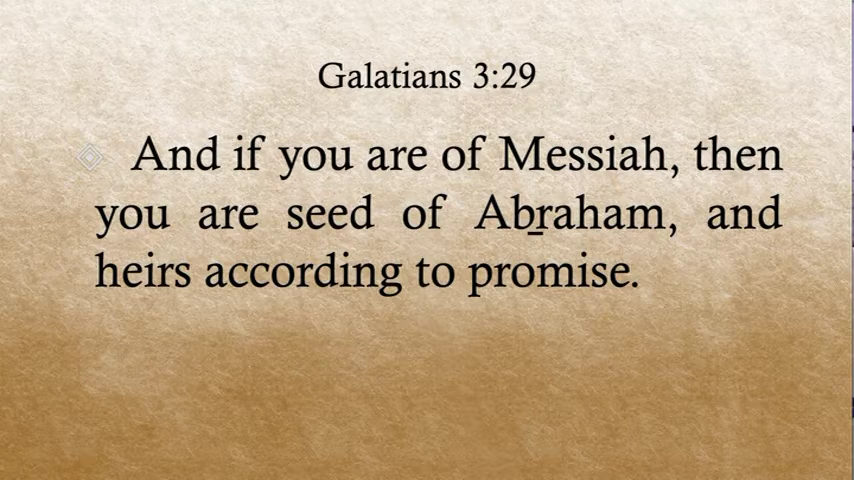 Galatians 3:29
And if you are of Messiah, then
you are seed of Aḇraham, and
heirs according to promise.